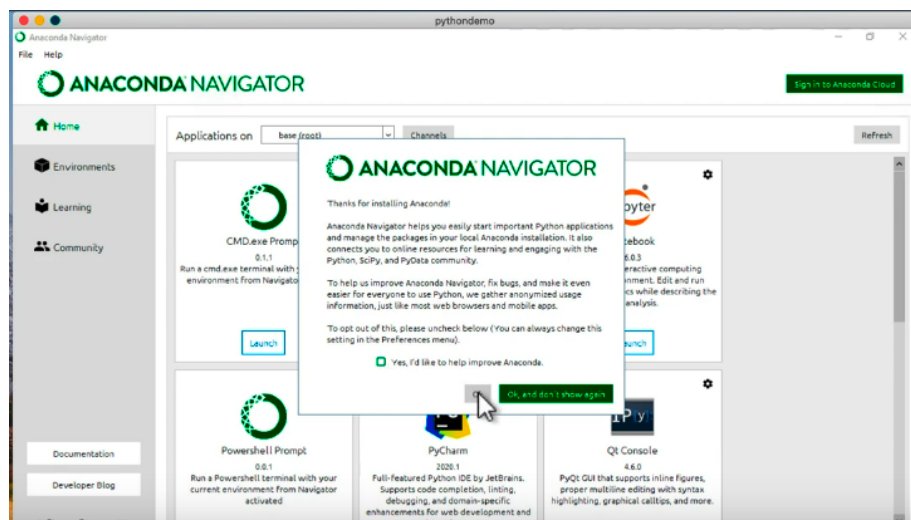 pythondemo
Anaconda Navigator
File Help
ANACONDA NAVIGATOR
Sign in to Anaconda Cloud
Home
Environments
Learning
Community
Documentation
Developer Blog
Applications on base (root) Channels Refresh
CMD.exe Promp
0.1.1
Run a cmd.exe terminal with
environment from Navigato
Launch
ANACONDA NAVIGATOR
Thanks for installing Anaconda!
Anaconda Navigator helps you easily start important Python applications
and manage the packages in your local Anaconda installation. It also
connects you to online resources for learning and engaging with the
Python, SciPy, and PyData community.
To help us improve Anaconda Navigator, fix bugs, and make it even
easier for everyone to use Python, we gather anonymized usage
information, just like most web browsers and mobile apps.
To opt out of this, please uncheck below (You can always change this
setting in the Preferences menu).
Yes, I'd like to help improve Anaconda.
Ok, and don't show again
pyter
tebook
6.0.3
eractive computing
nment. Edit and run
cs while describing the
analysis.
unch
Powershell Prompt
0.0.1
Run a Powershell terminal with your
current environment from Navigator
activated
PyCharm
2020.1
Full-featured Python IDE by JetBrains.
Supports code completion, linting,
debugging, and domain-specific
enhancements for web development and
IP[y]
Qt Console
4.6.0
PyQt GUI that supports inline figures,
proper multiline editing with syntax
highlighting, graphical calltips, and more.